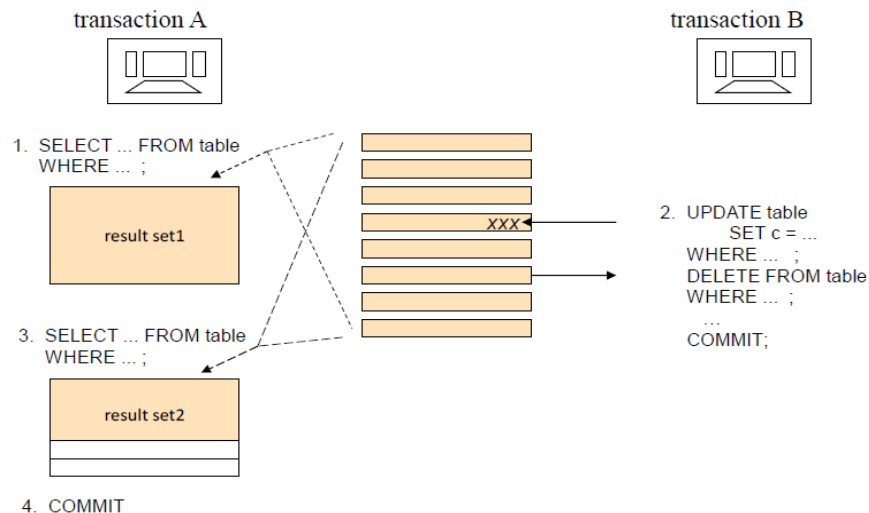 transaction A
transaction B
1. SELECT ... FROM table
WHERE ... ;
result set1
xxx
2. UPDATE table
SET c = ...
WHERE ... ;
DELETE FROM table
WHERE ... ;
...
COMMIT;
3. SELECT ... FROM table
WHERE ... ;
result set2
4. COMMIT